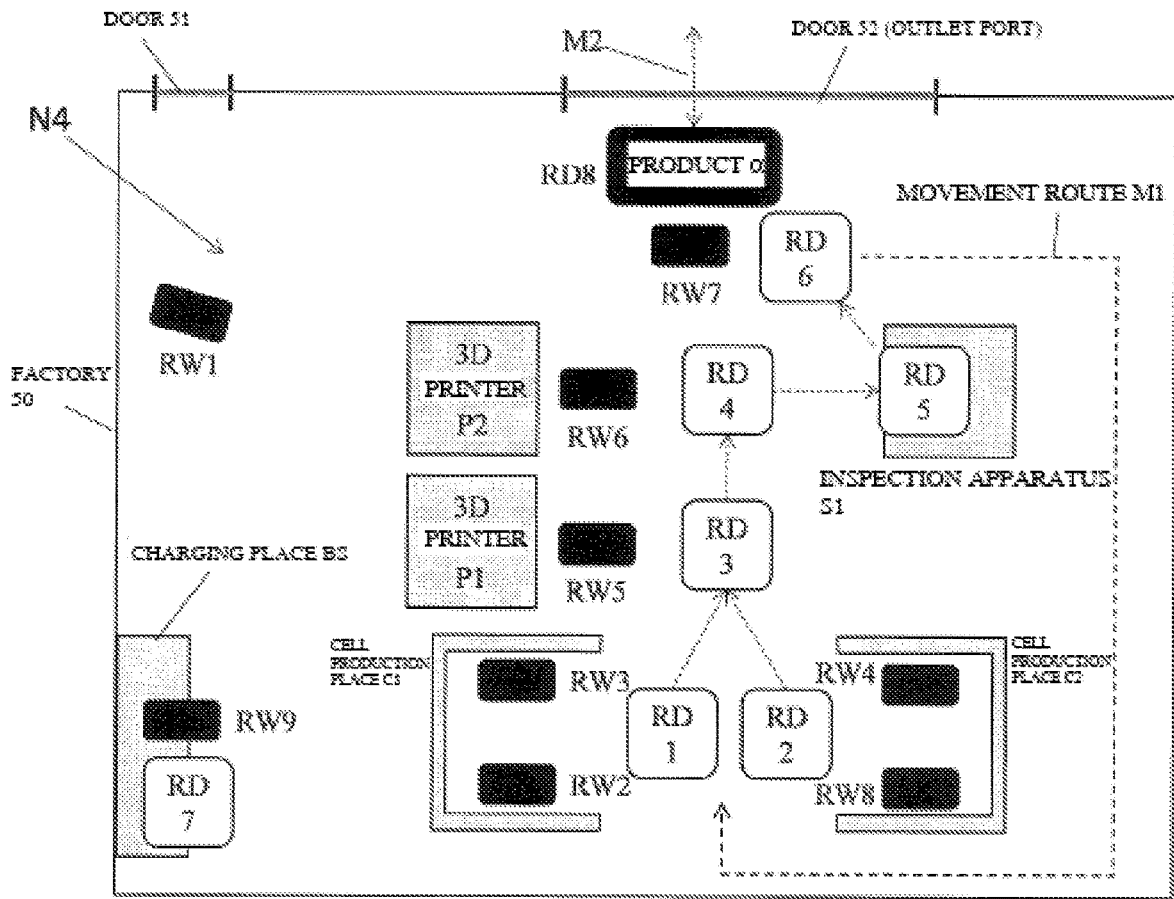 DOOR 51
M2
DOOR 52 (OUTLET PORT)
N4
RD8
PRODUCT o
MOVEMENT ROUTE M1
RD
6
RW7
RW1
3D
PRINTER
P2
RW6
RD
4
RD
5
FACTORY
50
INSPECTION APPARATUS
S1
3D
PRINTER
P1
RW5
RD
3
CHARGING PLACE BS
CELL
PRODUCTION
PLACE C1
RW3
RW4
CELL
PRODUCTION
PLACE C2
RW9
RD
1
RD
2
RD
7
RW2
RW8